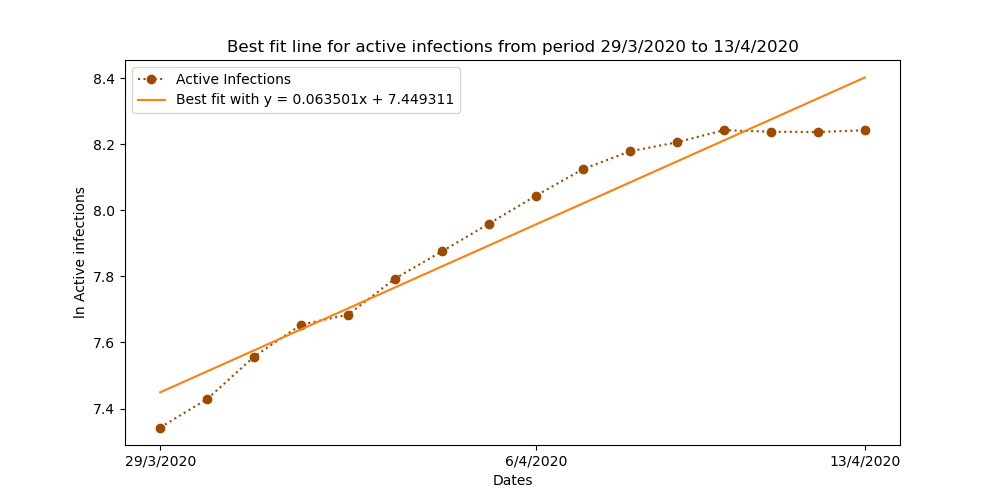 Best fit line for active infections from period 29/3/2020 to 13/4/2020
Active Infections
Best fit with y = 0.063501x + 7.449311
8.4
8.2
8.0
7.8
7.6
7.4
ln Active infections
29/3/2020
6/4/2020
13/4/2020
Dates